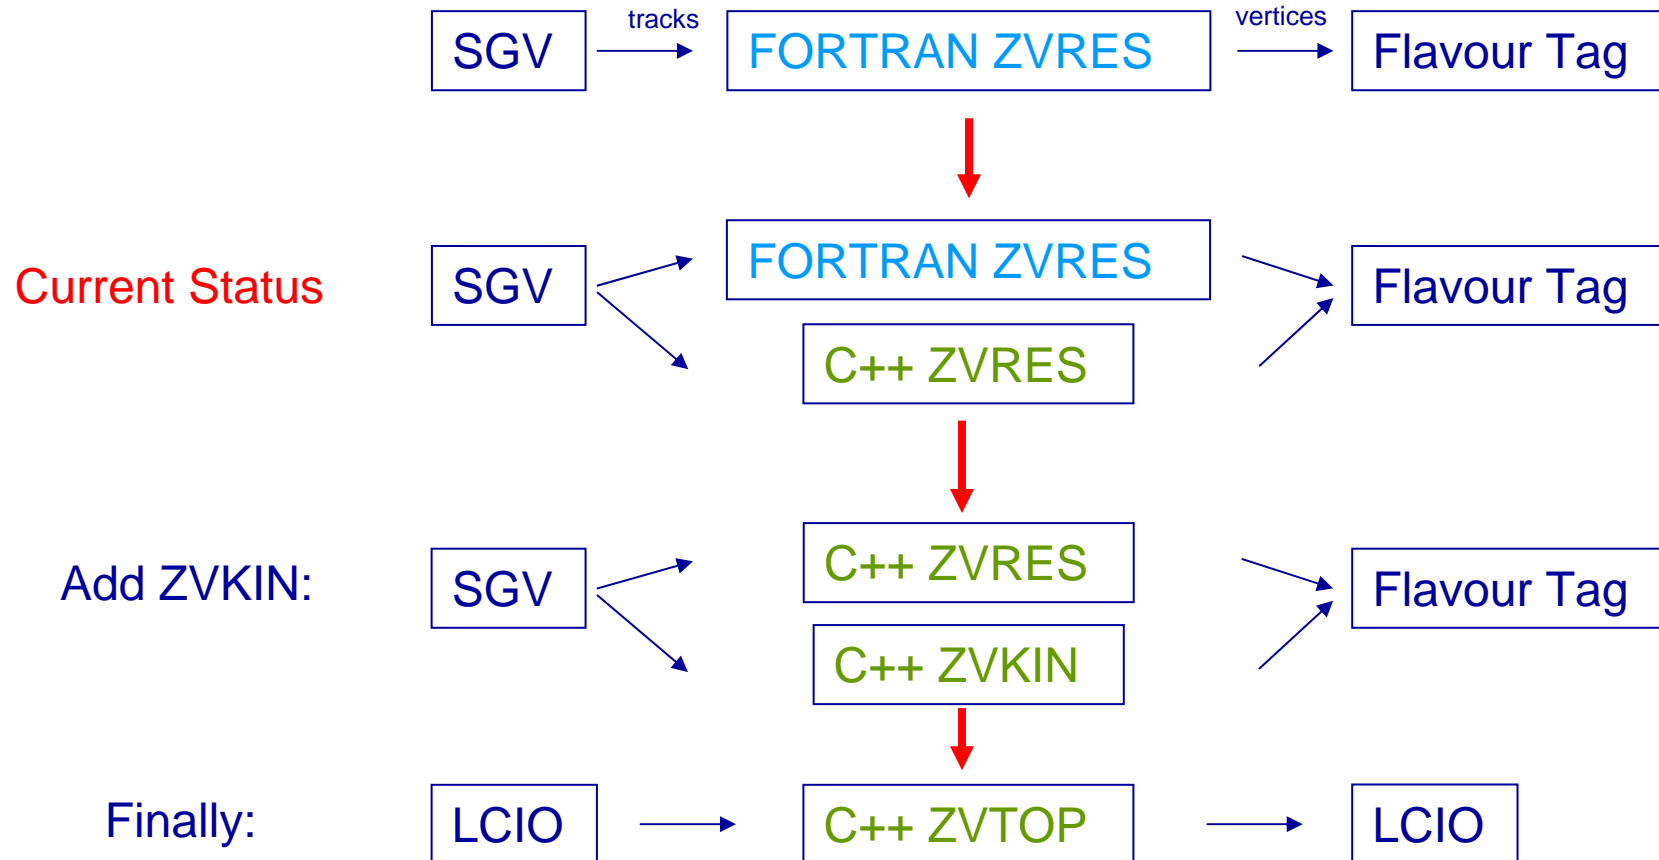 tracks
vertices
SGV
FORTRAN ZVRES
Flavour Tag
Current Status
SGV
FORTRAN ZVRES
Flavour Tag
C++ ZVRES
Add ZVKIN:
SGV
C++ ZVRES
Flavour Tag
C++ ZVKIN
Finally:
LCIO
C++ ZVTOP
LCIO